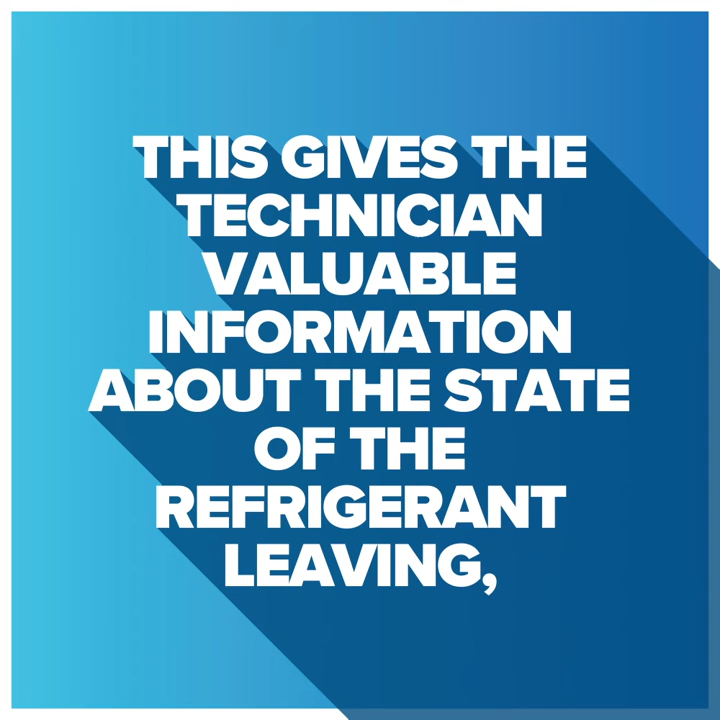 THIS GIVES THE
TECHNICIAN
VALUABLE
INFORMATION
ABOUT THE STATE
OF THE
REFRIGERANT
LEAVING,